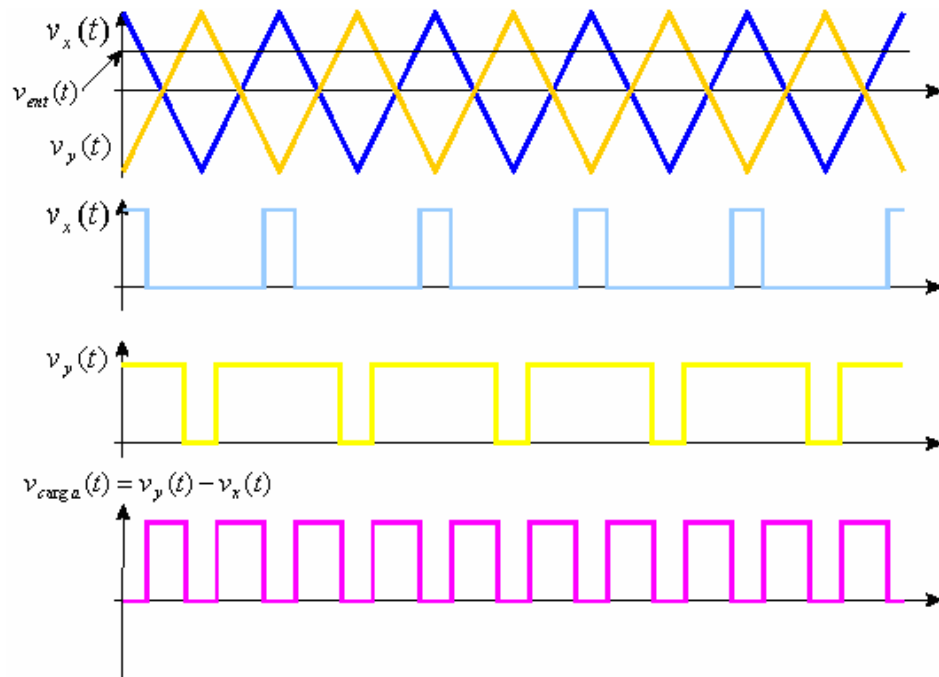 v_x(t)
v_ent(t)
v_y(t)
v_x(t)
v_y(t)
v_carga(t) = v_y(t) − v_x(t)